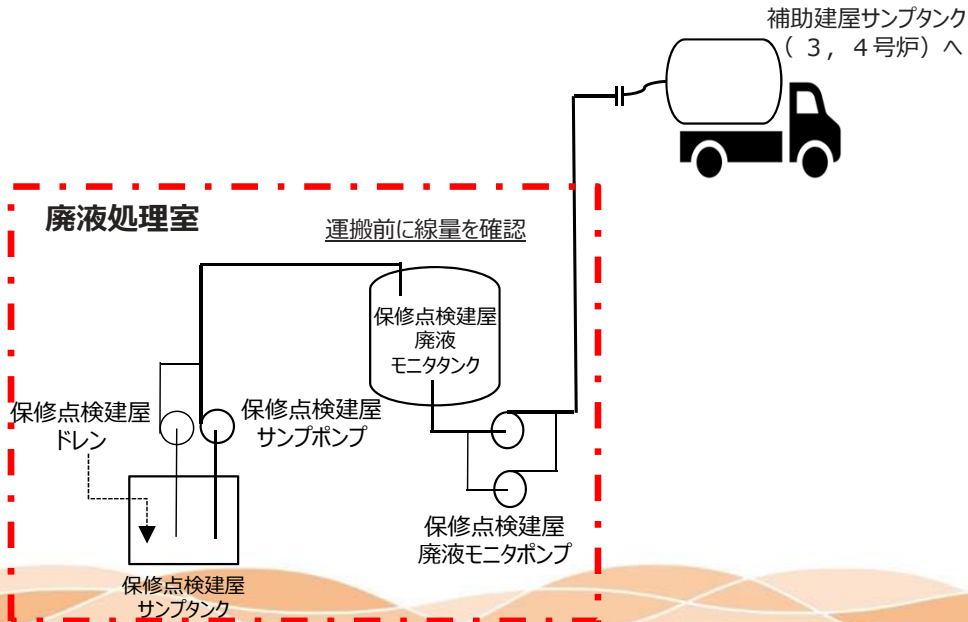 補助建屋サンプタンク
（３，４号炉）へ
廃液処理室
運搬前に線量を確認
保修点検建屋
廃液
モニタタンク
保修点検建屋
ドレン
保修点検建屋
サンプポンプ
保修点検建屋
廃液モニタポンプ
保修点検建屋
サンプタンク